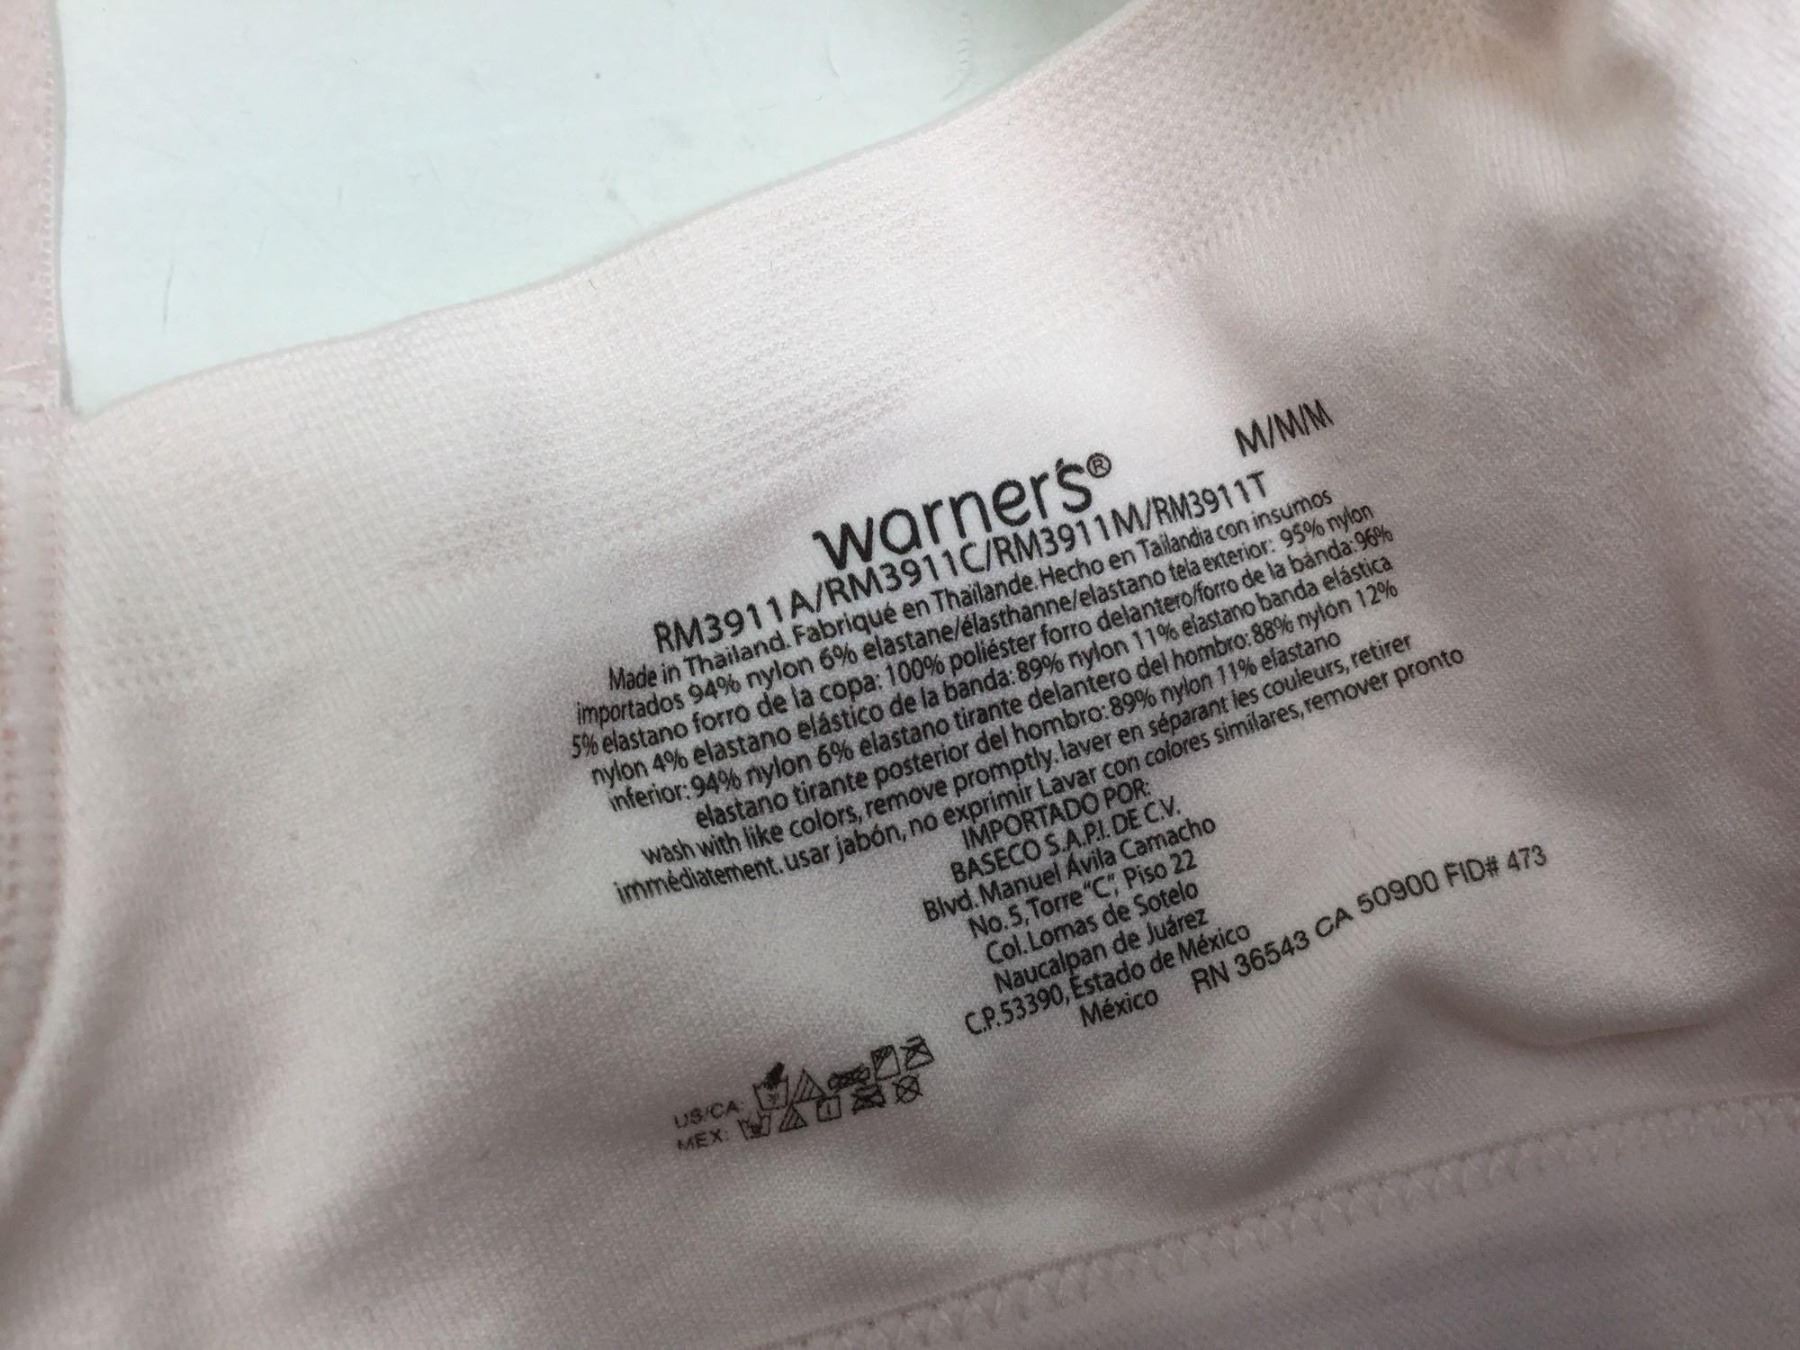 warner's® M/M/M
RM3911A/RM3911C/RM3911M/RM3911T
Made in Thailand. Fabriqué en Thaïlande. Hecho en Tailandia con insumos
importados 94% nylon 6% elastane/élasthanne/elastano tela exterior: 95% nylon
5% elastano forro de la copa: 100% poliéster forro delantero/forro de la banda: 96%
nylon 4% elastano elástico de la banda: 89% nylon 11% elastano banda elástica
inferior: 94% nylon 6% elastano tirante delantero del hombro: 88% nylon 12%
elastano tirante posterior del hombro: 89% nylon 11% elastano
wash with like colors, remove promptly. laver en séparant les couleurs, retirer
immédiatement. usar jabón, no exprimir Lavar con colores similares, remover pronto
IMPORTADO POR:
BASECO S.A.P.I. DE C.V.
Blvd. Manuel Ávila Camacho
No. 5, Torre "C", Piso 22
Col. Lomas de Sotelo
Naucalpan de Juárez
C.P. 53390, Estado de México
México RN 36543 CA 50900 FID# 473
US/CA:
MEX: